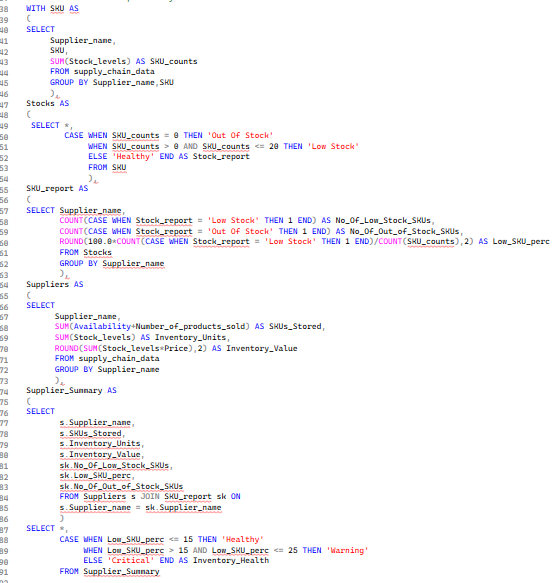 38 WITH SKU AS
39 (
40 SELECT
41 Supplier_name,
42 SKU,
43 SUM(Stock_levels) AS SKU_counts
44 FROM supply_chain_data
45 GROUP BY Supplier_name,SKU
46 ),
47 Stocks AS
48 (
49 SELECT *,
50 CASE WHEN SKU_counts = 0 THEN 'Out Of Stock'
51 WHEN SKU_counts > 0 AND SKU_counts <= 20 THEN 'Low Stock'
52 ELSE 'Healthy' END AS Stock_report
53 FROM SKU
54 ),
55 SKU_report AS
56 (
57 SELECT Supplier_name,
58 COUNT(CASE WHEN Stock_report = 'Low Stock' THEN 1 END) AS No_Of_Low_Stock_SKUs,
59 COUNT(CASE WHEN Stock_report = 'Out Of Stock' THEN 1 END) AS No_Of_Out_of_Stock_SKUs,
60 ROUND(100.0*COUNT(CASE WHEN Stock_report = 'Low Stock' THEN 1 END)/COUNT(SKU_counts),2) AS Low_SKU_perc
61 FROM Stocks
62 GROUP BY Supplier_name
63 ),
64 Suppliers AS
65 (
66 SELECT
67 Supplier_name,
68 SUM(Availability+Number_of_products_sold) AS SKUs_Stored,
69 SUM(Stock_levels) AS Inventory_Units,
70 ROUND(SUM(Stock_levels*Price),2) AS Inventory_Value
71 FROM supply_chain_data
72 GROUP BY Supplier_name
73 ),
74 Supplier_Summary AS
75 (
76 SELECT
77 s.Supplier_name,
78 s.SKUs_Stored,
79 s.Inventory_Units,
80 s.Inventory_Value,
81 sk.No_Of_Low_Stock_SKUs,
82 sk.Low_SKU_perc,
83 sk.No_Of_Out_of_Stock_SKUs
84 FROM Suppliers s JOIN SKU_report sk ON
85 s.Supplier_name = sk.Supplier_name
86 )
87 SELECT *,
88 CASE WHEN Low_SKU_perc <= 15 THEN 'Healthy'
89 WHEN Low_SKU_perc > 15 AND Low_SKU_perc <= 25 THEN 'Warning'
90 ELSE 'Critical' END AS Inventory_Health
91 FROM Supplier_Summary